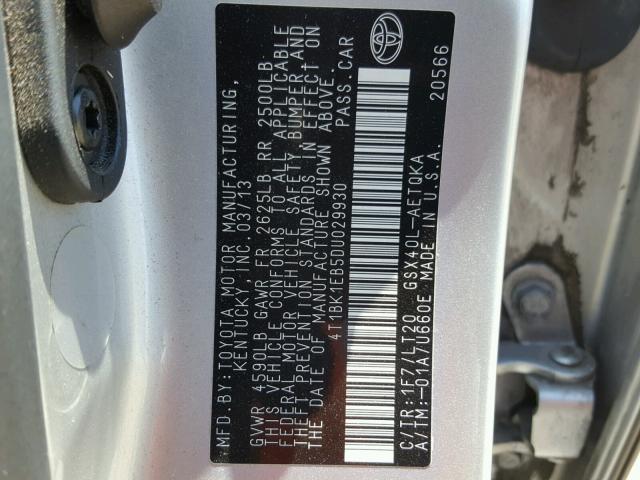 MFD.BY:TOYOTA MOTOR MANUFACTURING,
KENTUCKY, INC. 03/13
GVWR 4590LB GAWR FR 2625LB RR 2500LB
THIS VEHICLE CONFORMS TO ALL APPLICABLE
FEDERAL MOTOR VEHICLE SAFETY, BUMPER AND
THEFT PREVENTION STANDARDS IN EFFECT ON
THE DATE OF MANUFACTURE SHOWN ABOVE.
4T1BK1EB5DU029930 PASS.CAR
C/TR:1F7/LT20 GSX40L-AETQKA
A/TM:-01A/U660E MADE IN U.S.A. 20566